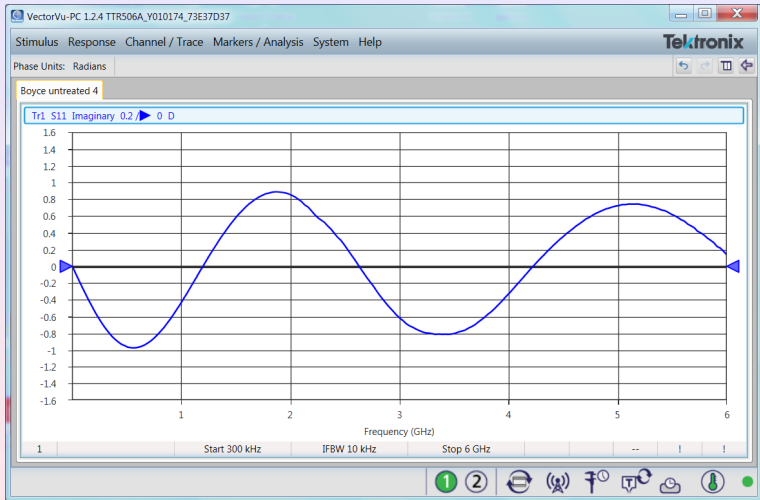 VectorVu-PC 1.2.4 TTR506A_Y010174_73E37D37
Stimulus Response Channel / Trace Markers / Analysis System Help
Tektronix
Phase Units: Radians
Boyce untreated 4
Tr1 S11 Imaginary 0.2 / 0 D
1.6
1.4
1.2
1
0.8
0.6
0.4
0.2
0
-0.2
-0.4
-0.6
-0.8
-1
-1.2
-1.4
-1.6
1 2 3 4 5 6
Frequency (GHz)
1 Start 300 kHz IFBW 10 kHz Stop 6 GHz -- ! !
1 2 T